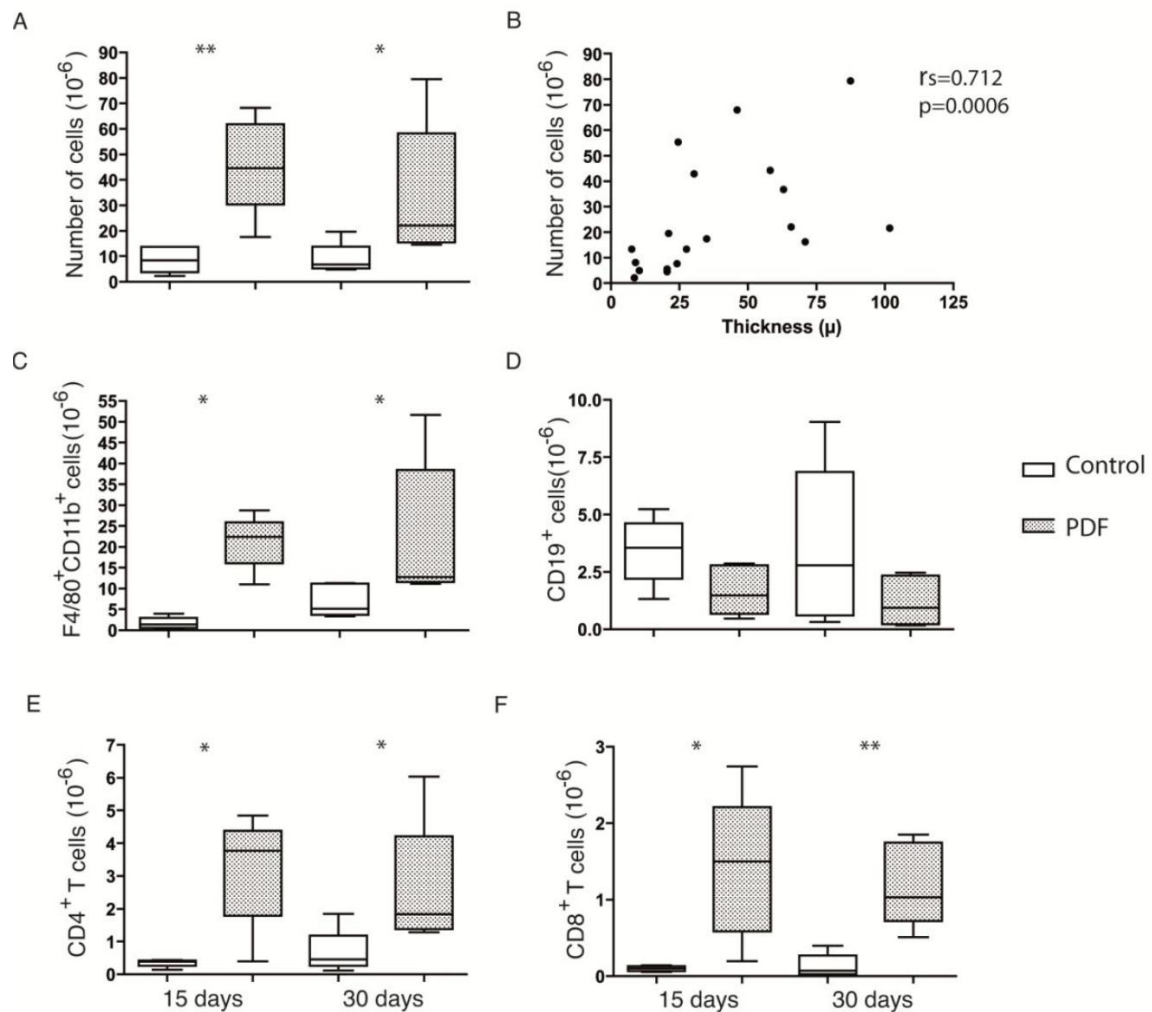 A
B
**
*
90
80
70
60
50
40
30
20
10
0
Number of cells (10⁻⁶)
90
80
70
60
50
40
30
20
10
0
Number of cells (10⁻⁶)
rs=0.712
p=0.0006
0 25 50 75 100 125
Thickness (µ)
C
D
*
*
55
50
45
40
35
30
25
20
15
10
5
0
F4/80⁺CD11b⁺ cells(10⁻⁶)
10.0
7.5
5.0
2.5
0.0
CD19⁺ cells(10⁻⁶)
Control
PDF
E
F
*
*
7
6
5
4
3
2
1
0
CD4⁺ T cells (10⁻⁶)
15 days 30 days
*
**
3
2
1
0
CD8⁺ T cells (10⁻⁶)
15 days 30 days